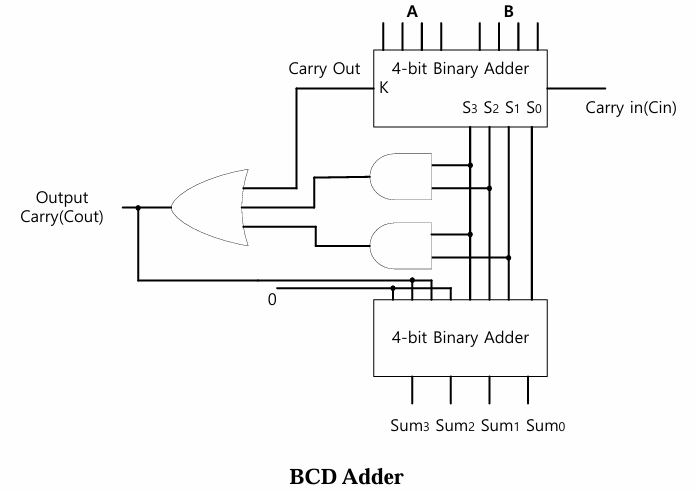 A B
Carry Out
4-bit Binary Adder
K
S3 S2 S1 S0
Carry in(Cin)
Output
Carry(Cout)
0
4-bit Binary Adder
Sum3 Sum2 Sum1 Sum0
BCD Adder